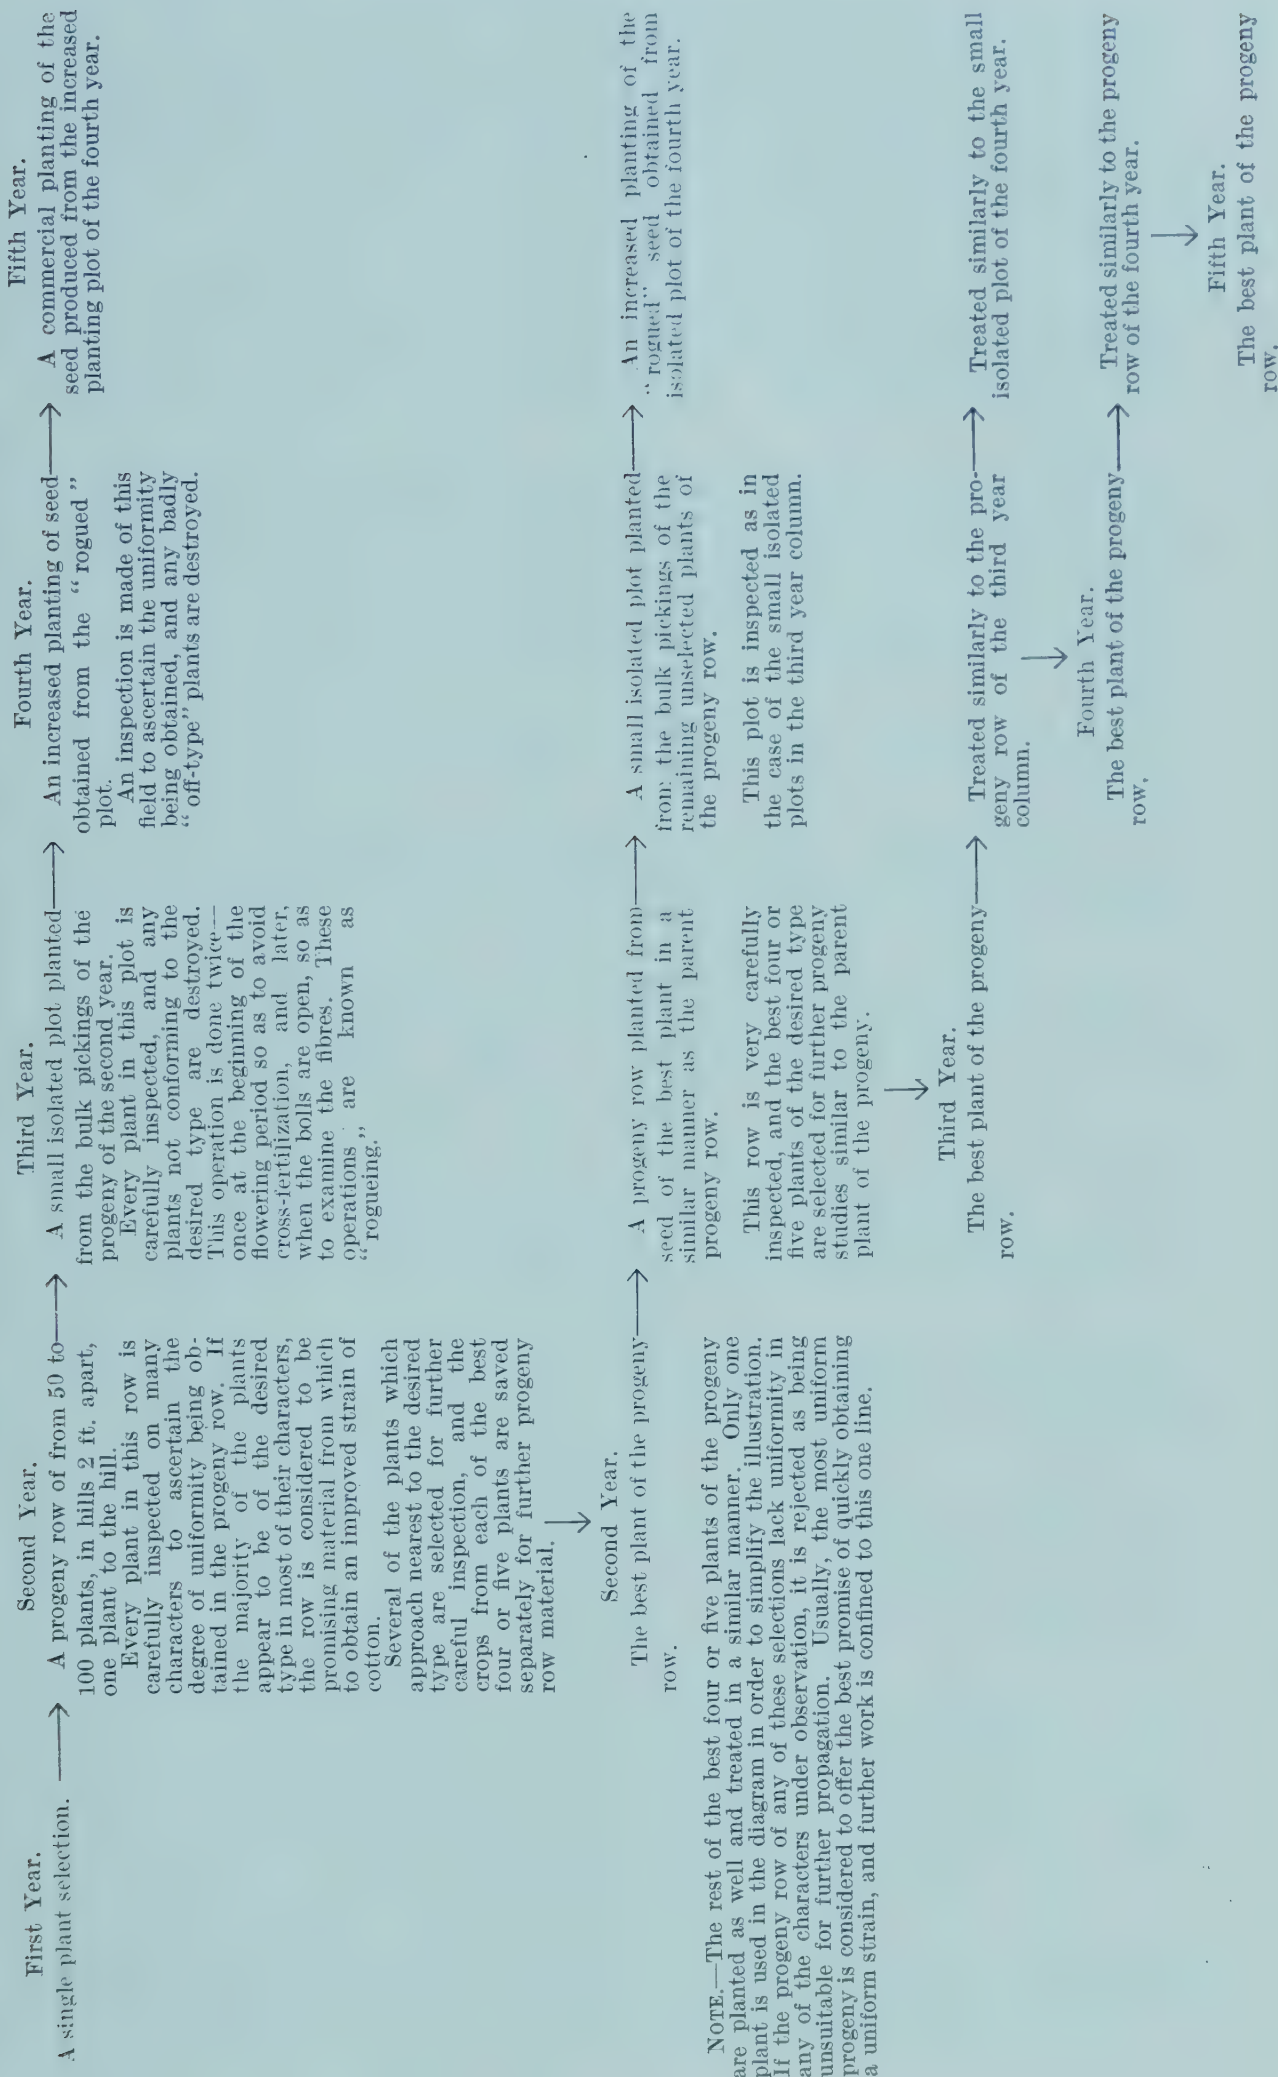 First Year.
A single plant selection.
Second Year.
A progeny row of from 50 to
100 plants, in hills 2 ft. apart,
one plant to the hill.
Every plant in this row is
carefully inspected on many
characters to ascertain the
degree of uniformity being ob-
tained in the progeny row. If
the majority of the plants
appear to be of the desired
type in most of their characters,
the row is considered to be
promising material from which
to obtain an improved strain of
cotton.
Several of the plants which
approach nearest to the desired
type are selected for further
careful inspection, and the
crops from each of the best
four or five plants are saved
separately for further progeny
row material.
Third Year.
A small isolated plot planted
from the bulk pickings of the
progeny of the second year.
Every plant in this plot is
carefully inspected, and any
plants not conforming to the
desired type are destroyed.
This operation is done twice—
once at the beginning of the
flowering period so as to avoid
cross-fertilization, and later,
when the bolls are open, so as
to examine the fibres. These
operations are known as
“rogueing.”
Fourth Year.
An increased planting of seed
obtained from the “rogued”
plot.
An inspection is made of this
field to ascertain the uniformity
being obtained, and any badly
“off-type” plants are destroyed.
Fifth Year.
A commercial planting of the
seed produced from the increased
planting plot of the fourth year.
Second Year.
The best plant of the progeny
row.
A progeny row planted from
seed of the best plant in a
similar manner as the parent
progeny row.
This row is very carefully
inspected, and the best four or
five plants of the desired type
are selected for further progeny
studies similar to the parent
plant of the progeny.
A small isolated plot planted
from the bulk pickings of the
remaining unselected plants of
the progeny row.
This plot is inspected as in
the case of the small isolated
plots in the third year column.
An increased planting of the
“rogued” seed obtained from
isolated plot of the fourth year.
NOTE.—The rest of the best four or five plants of the progeny
are planted as well and treated in a similar manner. Only one
plant is used in the diagram in order to simplify the illustration.
If the progeny row of any of these selections lack uniformity in
any of the characters under observation, it is rejected as being
unsuitable for further propagation. Usually, the most uniform
progeny is considered to offer the best promise of quickly obtaining
a uniform strain, and further work is confined to this one line.
Third Year.
The best plant of the progeny
row.
Treated similarly to the pro-
geny row of the third year
column.
Treated similarly to the small
isolated plot of the fourth year.
Fourth Year.
The best plant of the progeny
row.
Treated similarly to the progeny
row of the fourth year.
Fifth Year.
The best plant of the progeny
row.